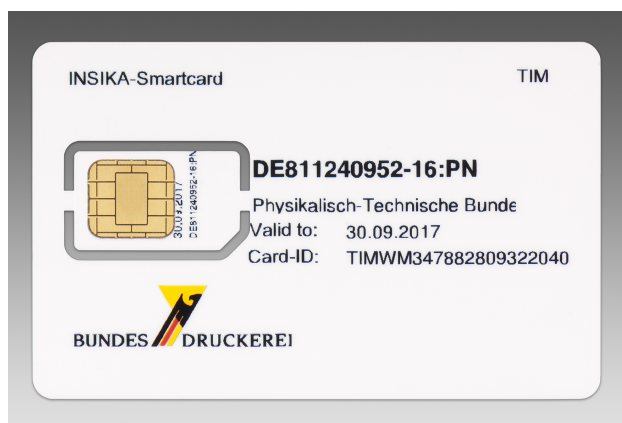 INSIKA-Smartcard TIM
DE811240952-16:PN
Physikalisch-Technische Bunde
Valid to: 30.09.2017
Card-ID: TIMWM347882809322040
30.09.2017
DE811240952-16:PN
BUNDES DRUCKEREI